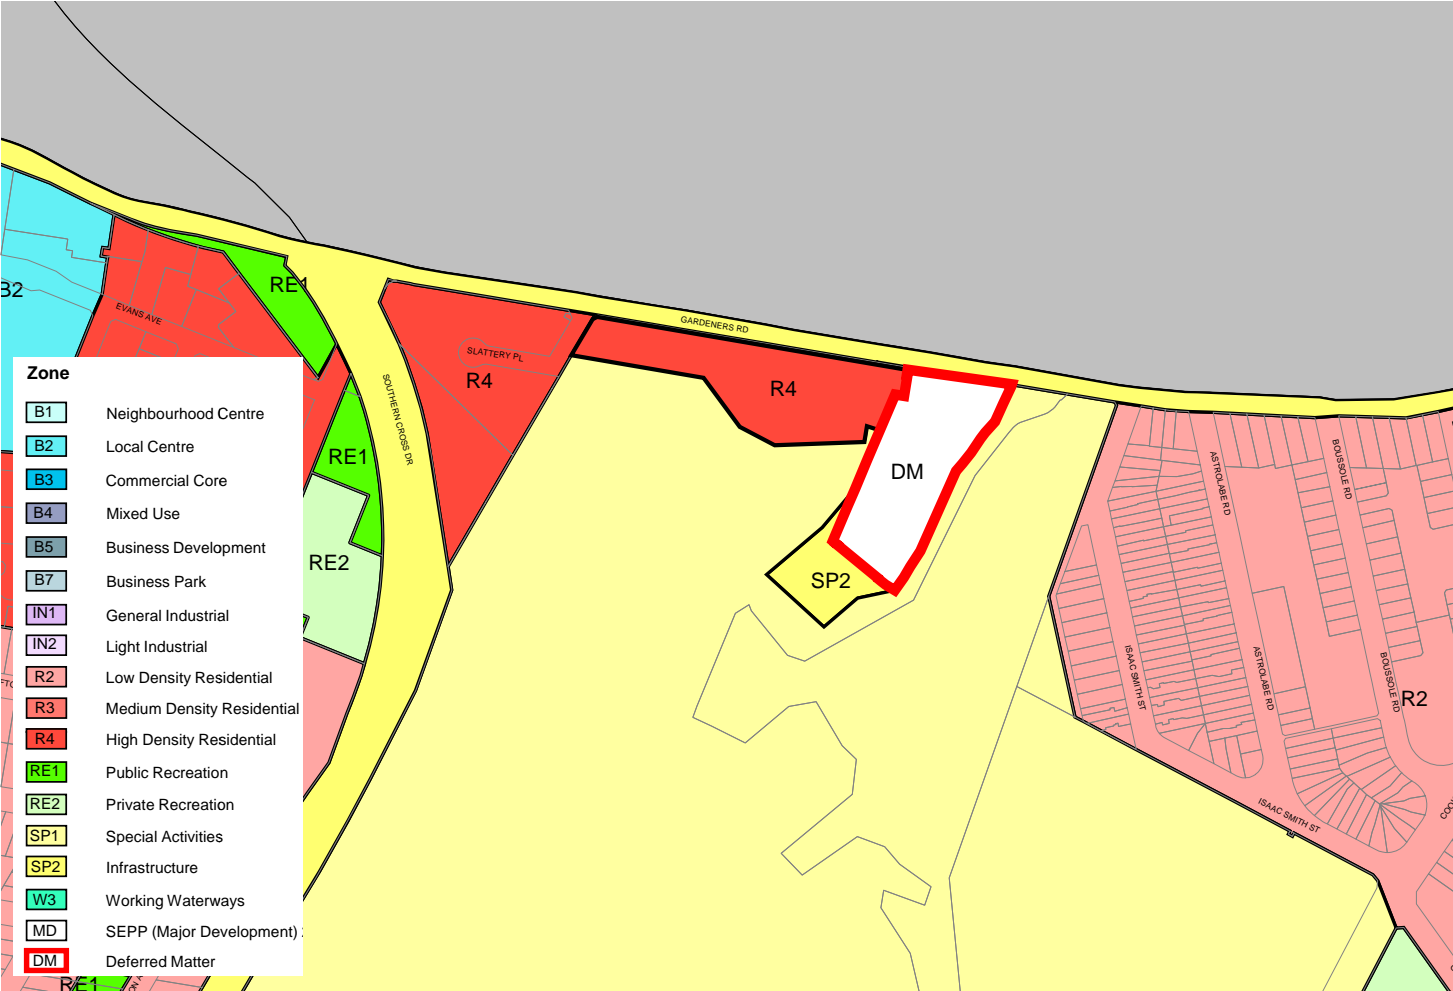 RE1
B2
EVANS AVE
GARDENERS RD
SLATTERY PL
R4
R4
SOUTHERN CROSS DR
RE1
DM
RE2
SP2
ASTROLABE RD
BOUSSOLE RD
ISAAC SMITH ST
ASTROLABE RD
BOUSSOLE RD
R2
ISAAC SMITH ST
RE1
Zone
B1 Neighbourhood Centre
B2 Local Centre
B3 Commercial Core
B4 Mixed Use
B5 Business Development
B7 Business Park
IN1 General Industrial
IN2 Light Industrial
R2 Low Density Residential
R3 Medium Density Residential
R4 High Density Residential
RE1 Public Recreation
RE2 Private Recreation
SP1 Special Activities
SP2 Infrastructure
W3 Working Waterways
MD SEPP (Major Development)
DM Deferred Matter